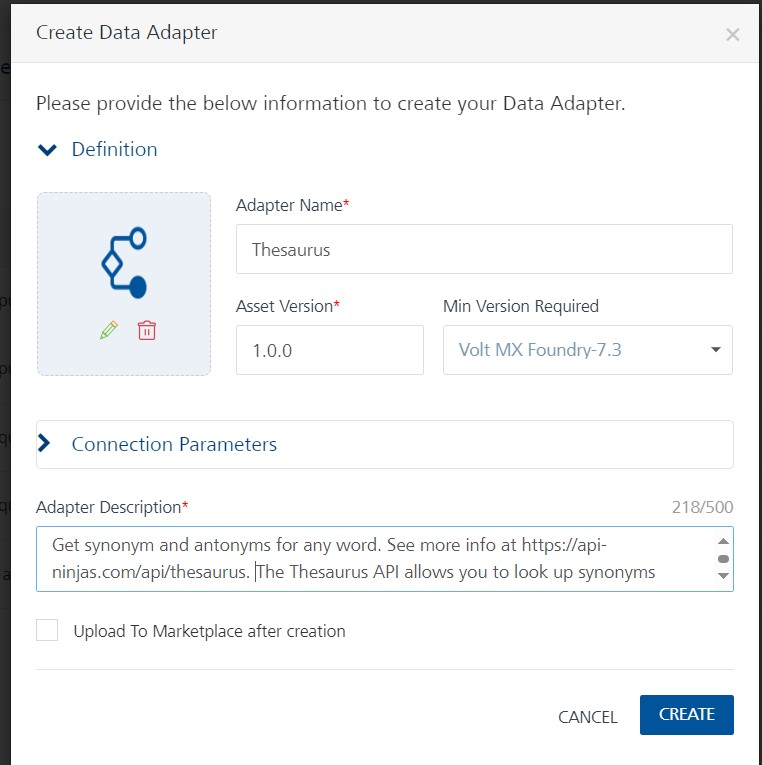 Create Data Adapter
Please provide the below information to create your Data Adapter.
Definition
Adapter Name*
Thesaurus
Asset Version*
Min Version Required
1.0.0
Volt MX Foundry-7.3
Connection Parameters
Adapter Description*
218/500
Get synonym and antonyms for any word. See more info at https://api-
ninjas.com/api/thesaurus. The Thesaurus API allows you to look up synonyms
Upload To Marketplace after creation
CANCEL
CREATE